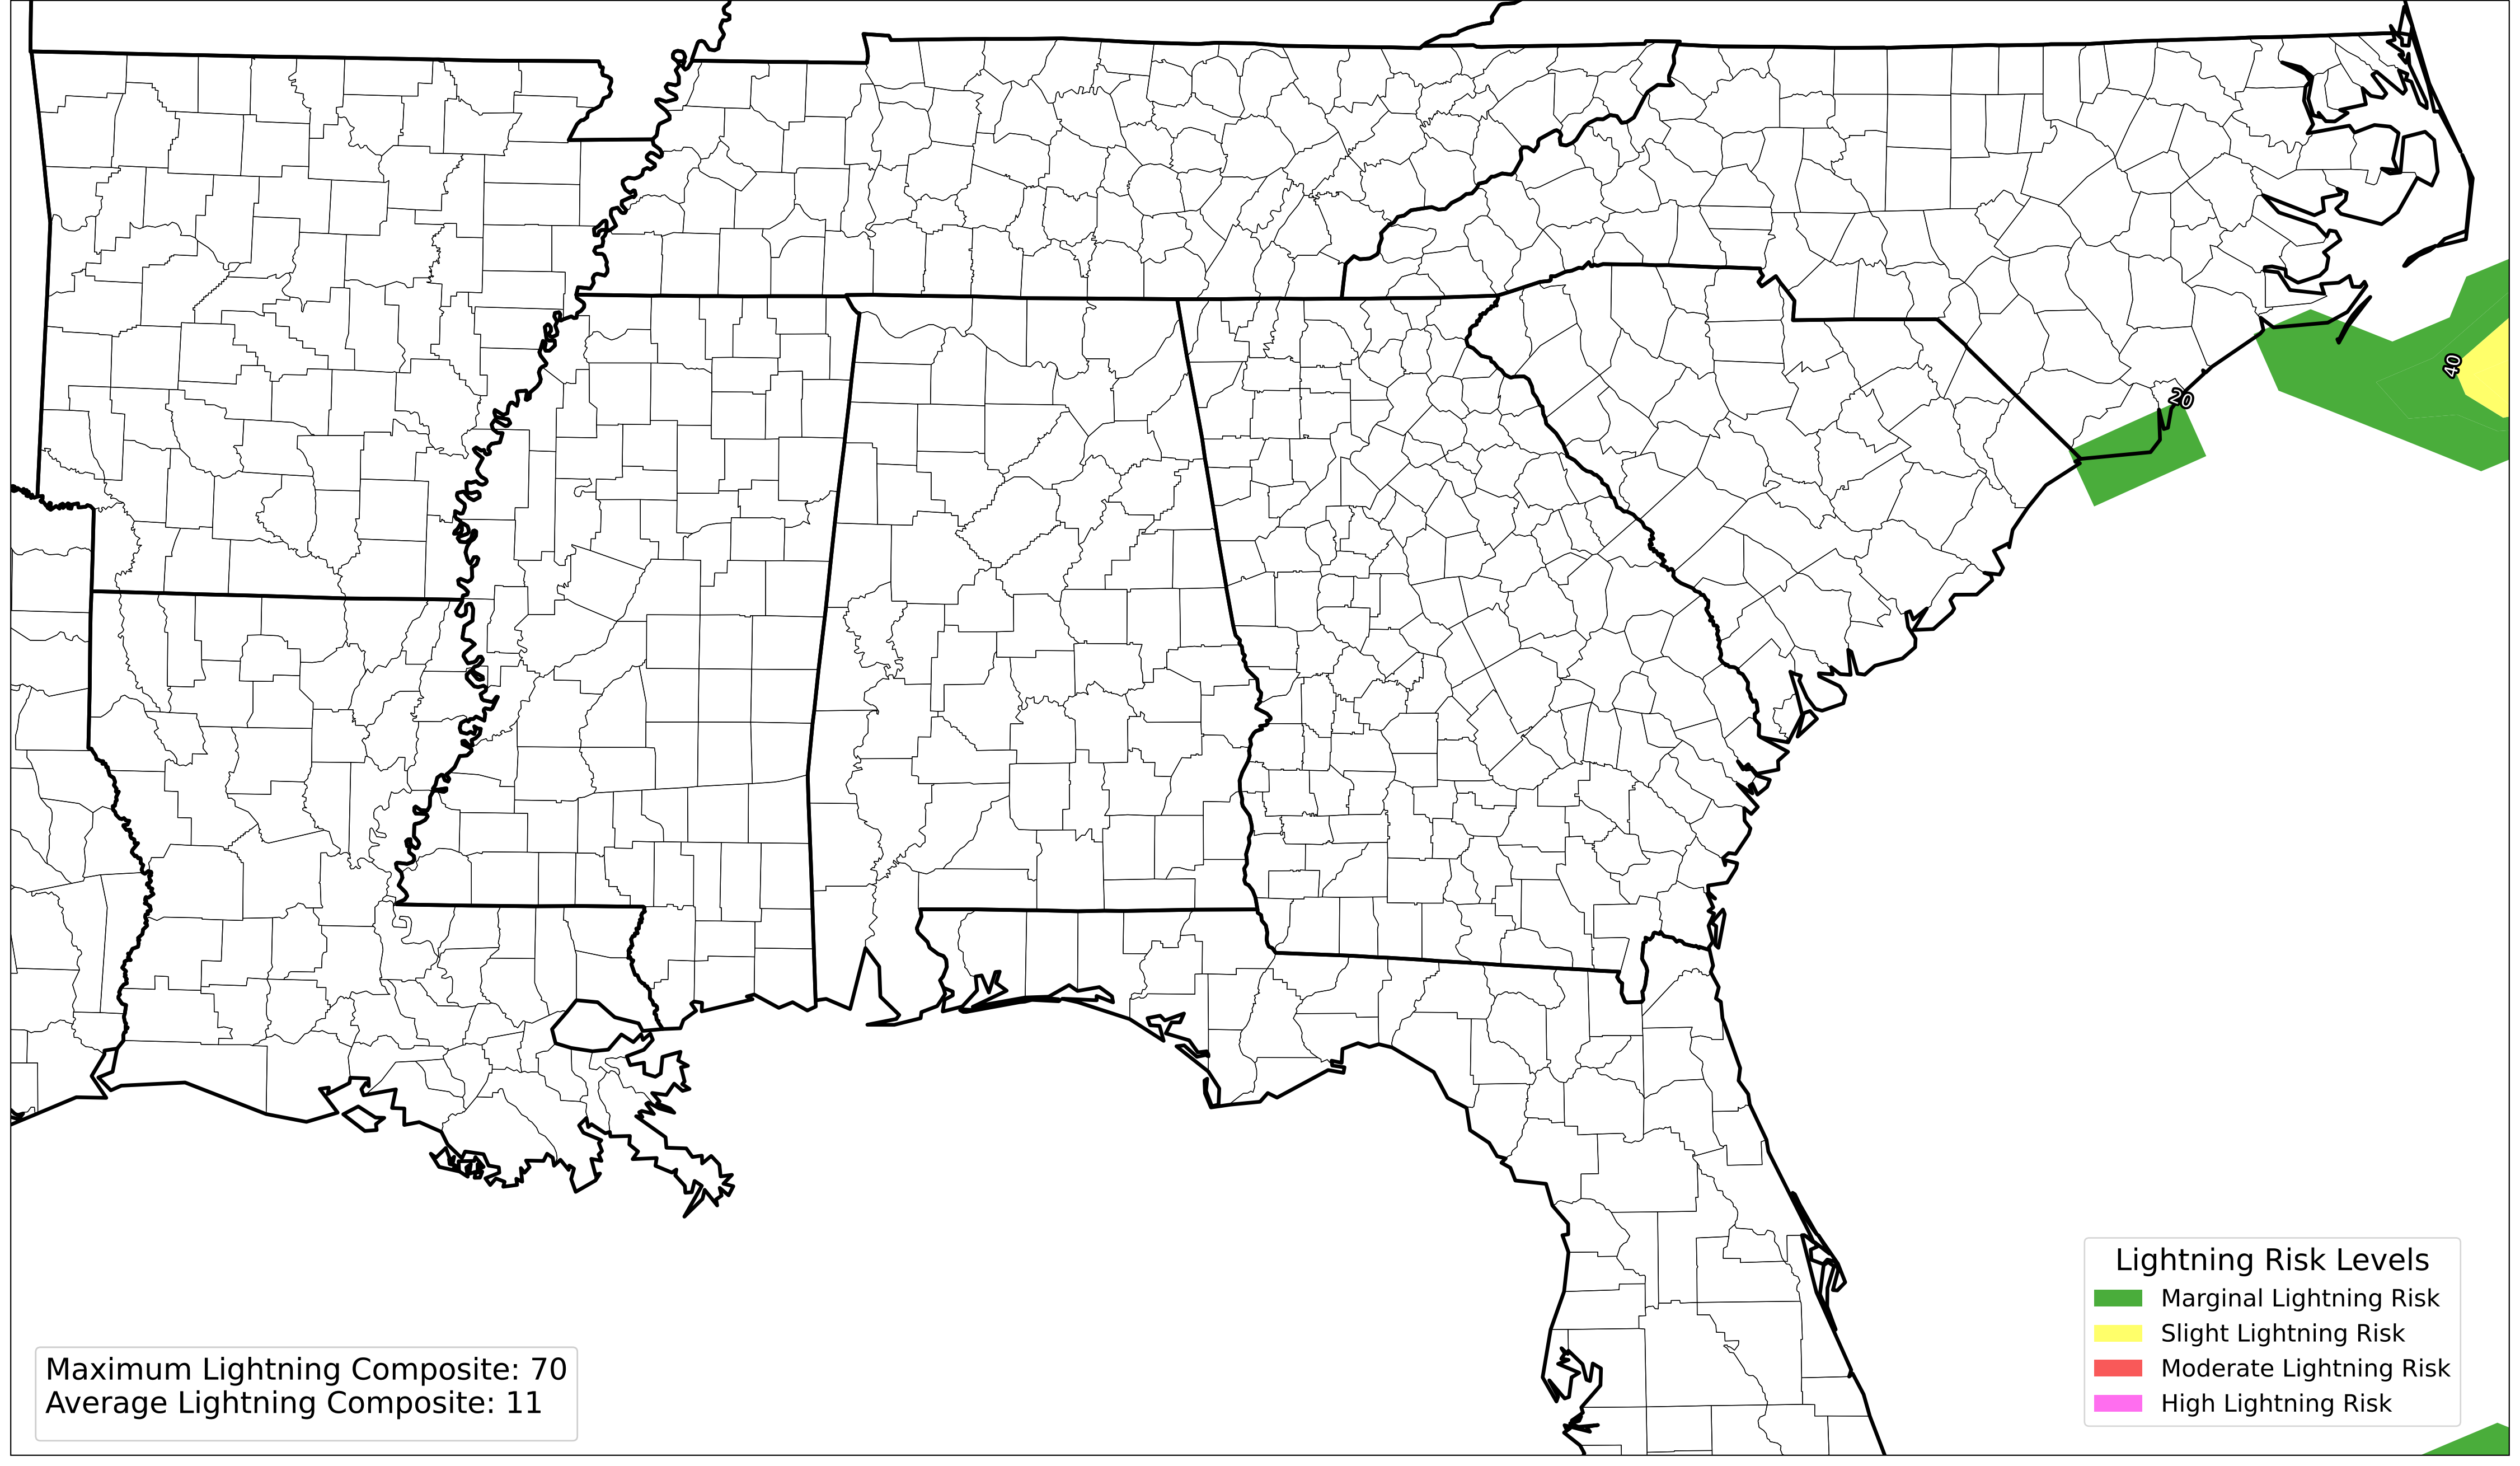 40
20
Lightning Risk Levels
Marginal Lightning Risk
Slight Lightning Risk
Moderate Lightning Risk
High Lightning Risk
Maximum Lightning Composite: 70
Average Lightning Composite: 11